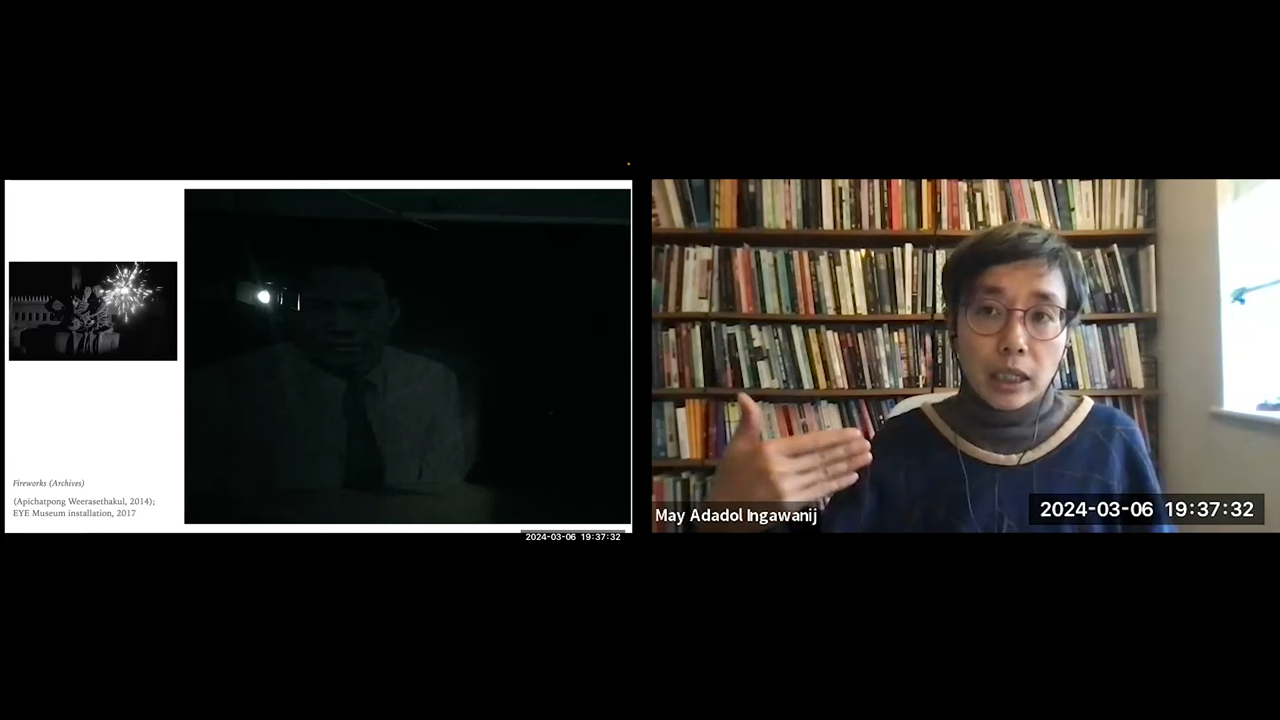 Fireworks (Archives)
(Apichatpong Weerasethakul, 2014);
EYE Museum installation, 2017
2024-03-06 19:37:32
May Adadol Ingawanij
2024-03-06 19:37:32